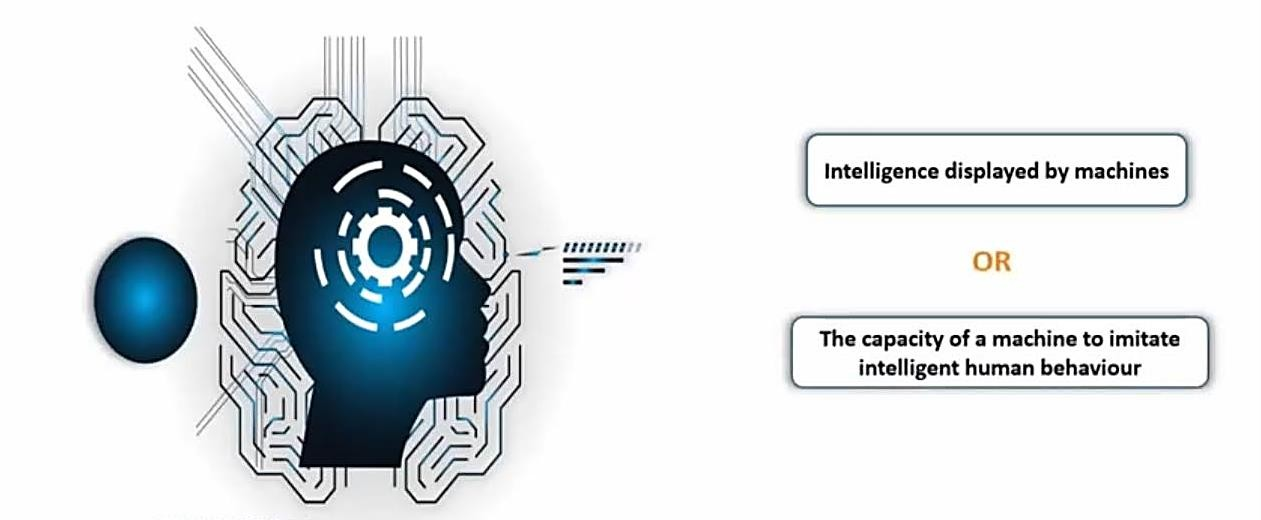 Intelligence displayed by machines
OR
The capacity of a machine to imitate
intelligent human behaviour